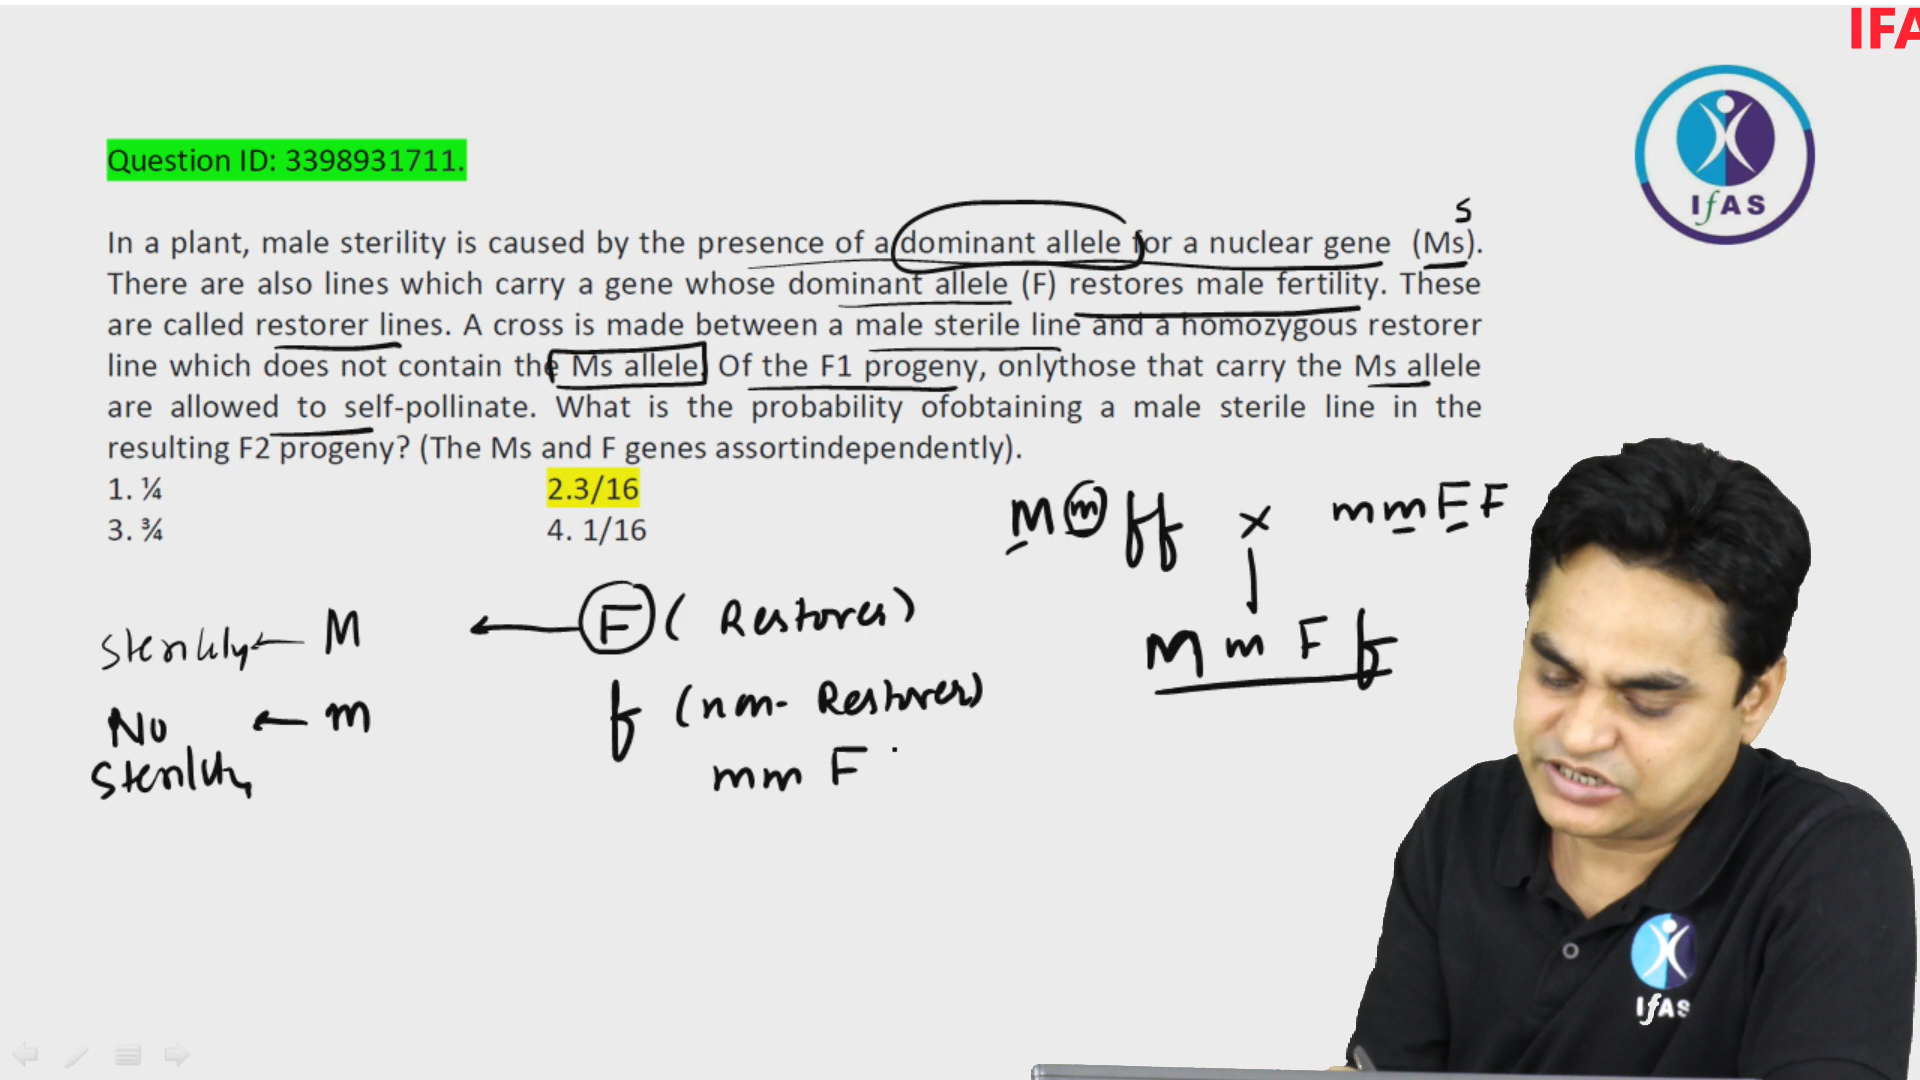 IFA
Question ID: 3398931711.
IfAS
s
In a plant, male sterility is caused by the presence of a dominant allele for a nuclear gene (Ms).
There are also lines which carry a gene whose dominant allele (F) restores male fertility. These
are called restorer lines. A cross is made between a male sterile line and a homozygous restorer
line which does not contain the Ms allele. Of the F1 progeny, onlythose that carry the Ms allele
are allowed to self-pollinate. What is the probability ofobtaining a male sterile line in the
resulting F2 progeny? (The Ms and F genes assortindependently).
1. ¼ 2.3/16
3. ¾ 4. 1/16
M m ff x mmFF
Sterility ← M ← F (Restorer)
M m F f
No ← m f (non-Restorer)
Sterility
mm F
IfAS